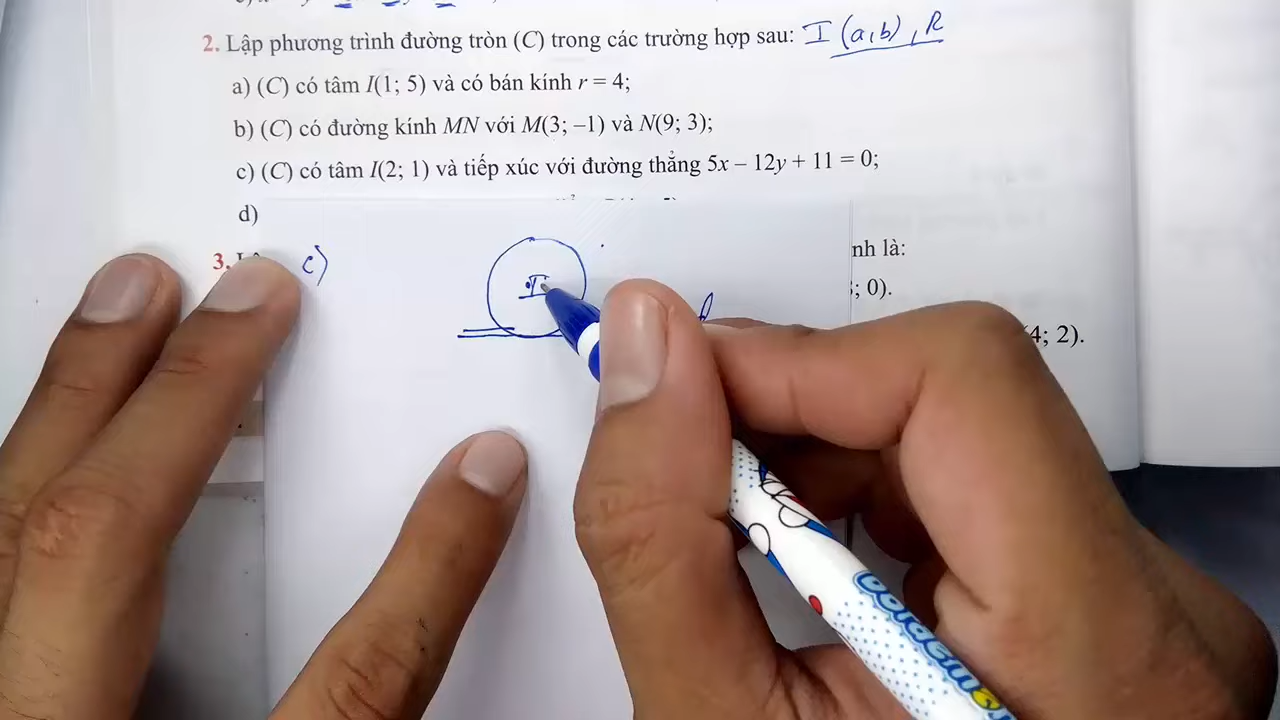 2. Lập phương trình đường tròn (C) trong các trường hợp sau: I (a,b), R
a) (C) có tâm I(1; 5) và có bán kính r = 4;
b) (C) có đường kính MN với M(3; –1) và N(9; 3);
c) (C) có tâm I(2; 1) và tiếp xúc với đường thẳng 5x – 12y + 11 = 0;
d)
3.
nh là:
; 0).
4; 2).
c)
I